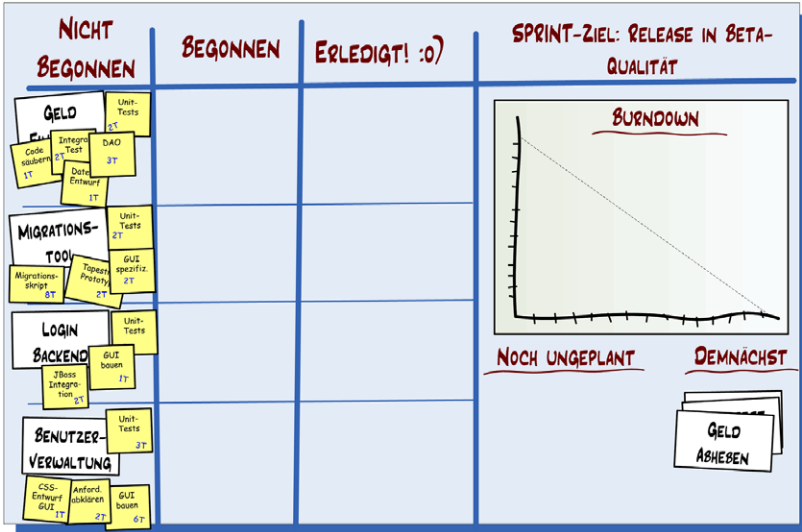 NICHT
BEGONNEN
BEGONNEN
ERLEDIGT! :o)
SPRINT-ZIEL: RELEASE IN BETA-
QUALITÄT
GELD
Unit-
Tests
2T
Code
säubern
1T
Integra
Test
2T
DAO
3T
Entwurf
1T
MIGRATIONS-
TOOL
Unit-
Tests
2T
Migrations-
skript
8T
2T
GUI
spezifiz.
2T
LOGIN
BACKEND
Unit-
Tests
JBoss
Integra-
tion
2T
GUI
bauen
1T
BENUTZER-
VERWALTUNG
Unit-
Tests
3T
CSS-
Entwurf
GUI
1T
Anford.
abklären
2T
GUI
bauen
6T
BURNDOWN
NOCH UNGEPLANT
DEMNÄCHST
GELD
ABHEBEN